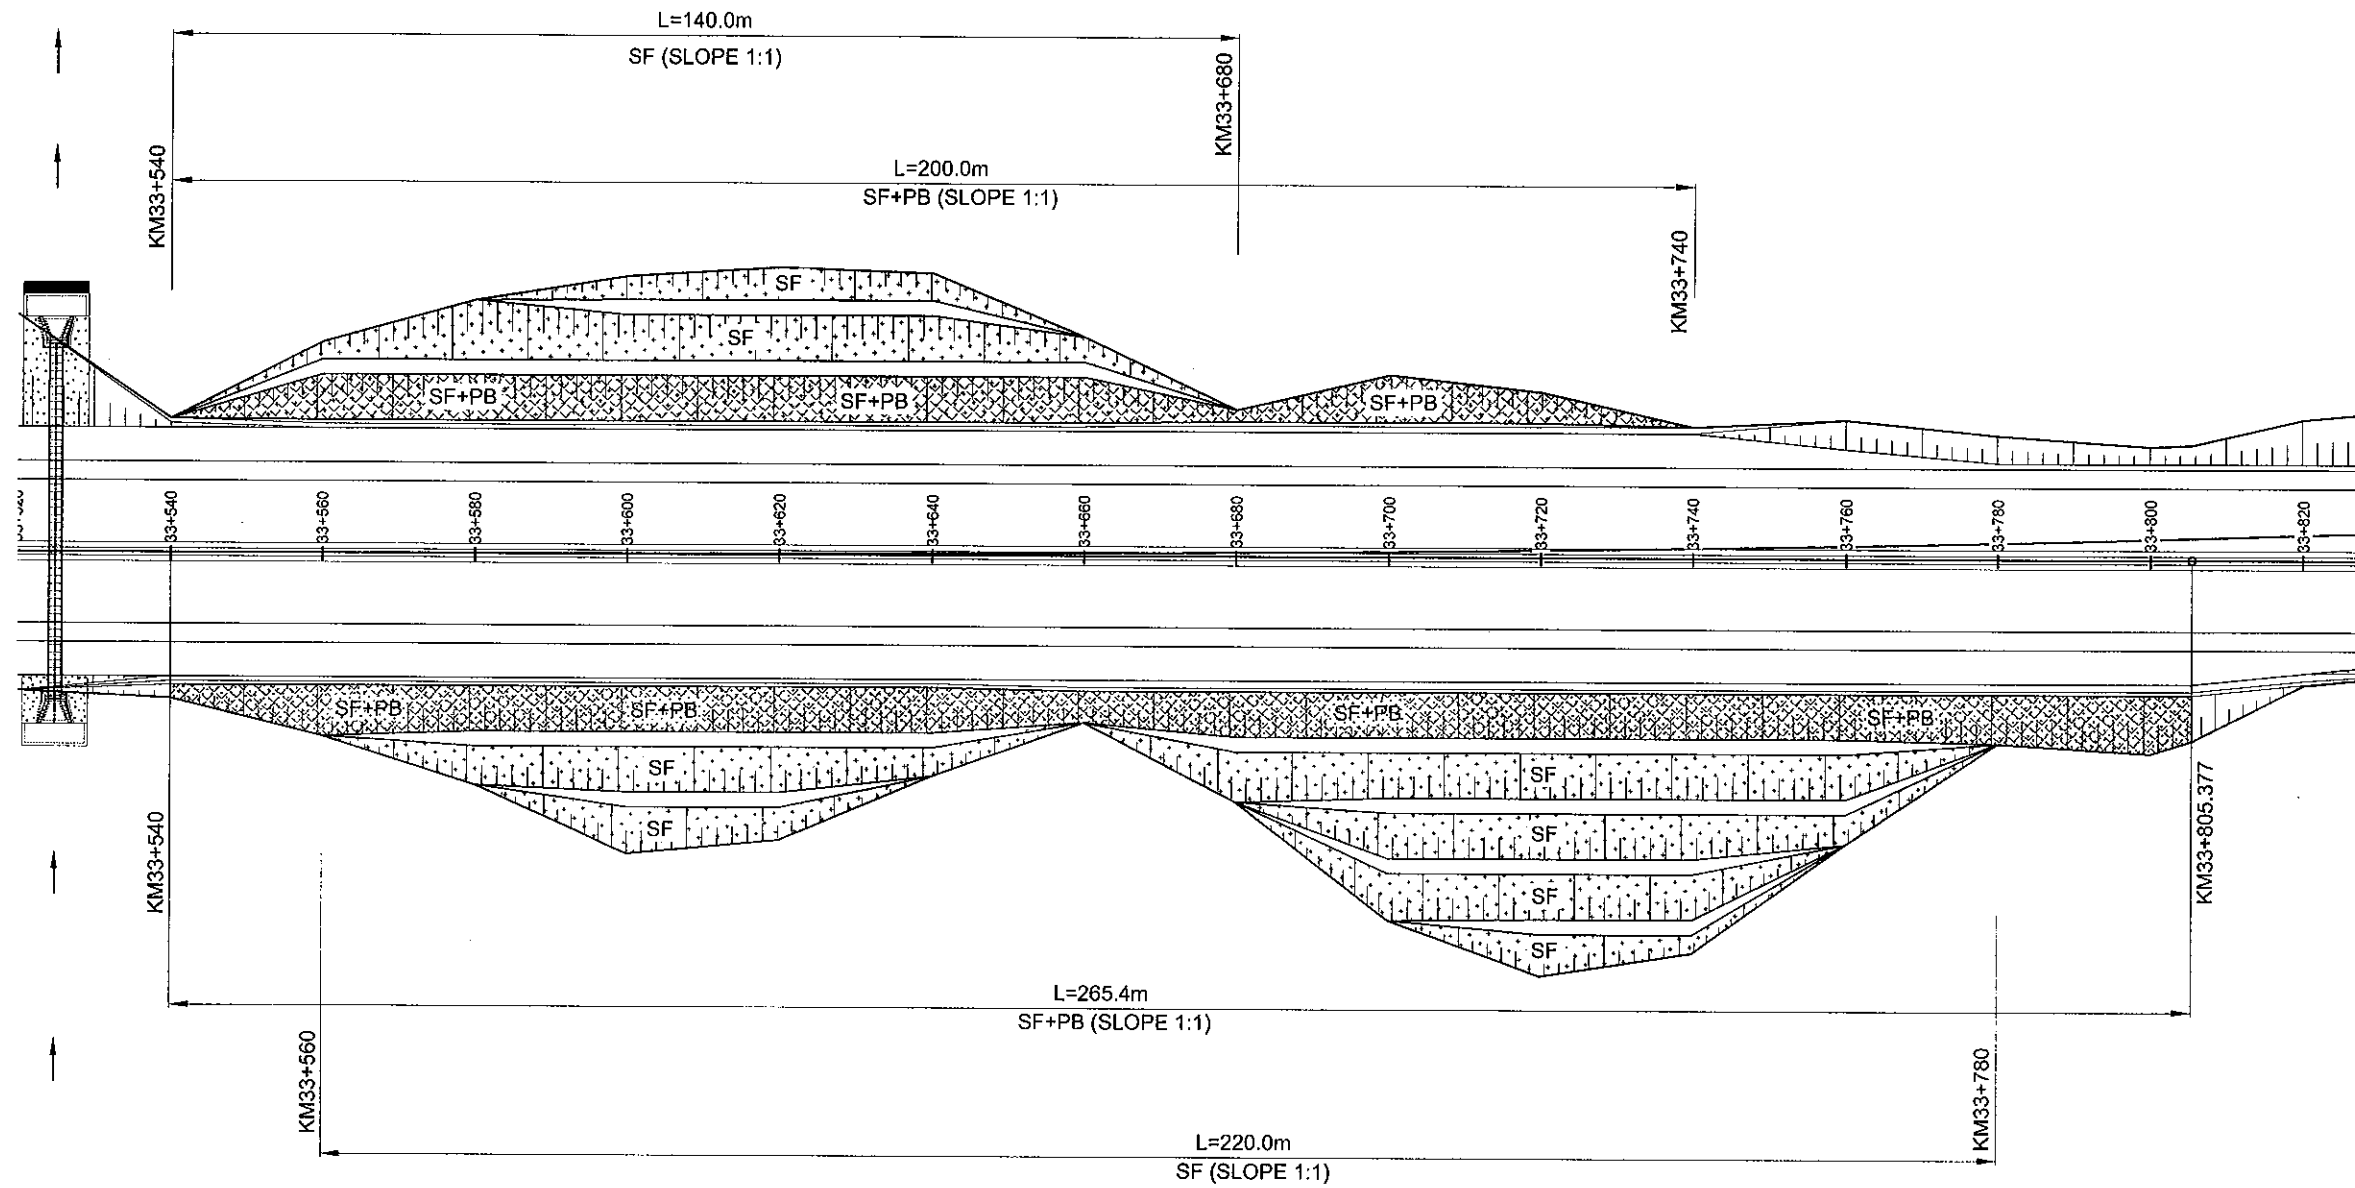 L=140.0m
SF (SLOPE 1:1)
KM33+680
KM33+540
L=200.0m
SF+PB (SLOPE 1:1)
KM33+740
SF
SF
SF+PB
SF+PB
SF+PB
33+540
33+560
33+580
33+600
33+620
33+640
33+660
33+680
33+700
33+720
33+740
33+760
33+780
33+800
33+820
SF+PB
SF+PB
SF+PB
SF+PB
SF
SF
SF
SF
SF
SF
KM33+540
KM33+805.377
L=265.4m
SF+PB (SLOPE 1:1)
KM33+560
KM33+780
L=220.0m
SF (SLOPE 1:1)